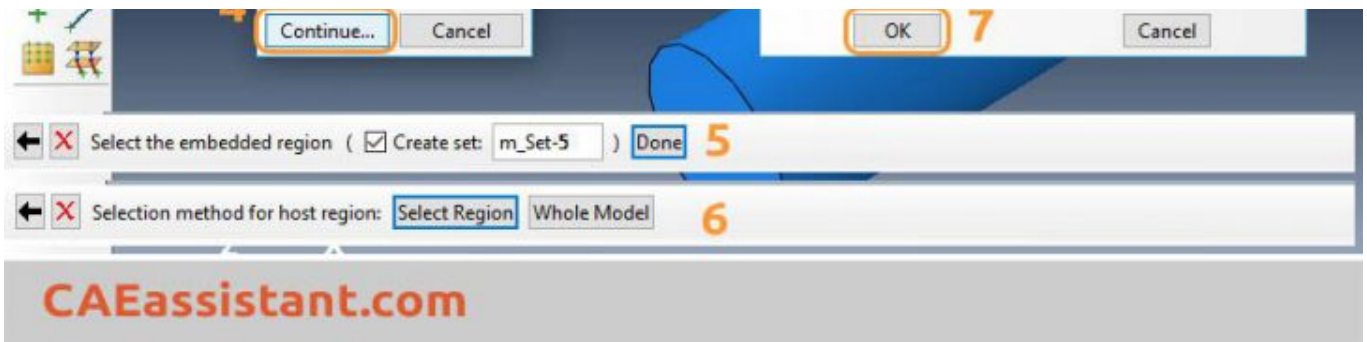 4 Continue... Cancel OK 7 Cancel
Select the embedded region ( Create set: m_Set-5 ) Done 5
Selection method for host region: Select Region Whole Model 6
CAEassistant.com